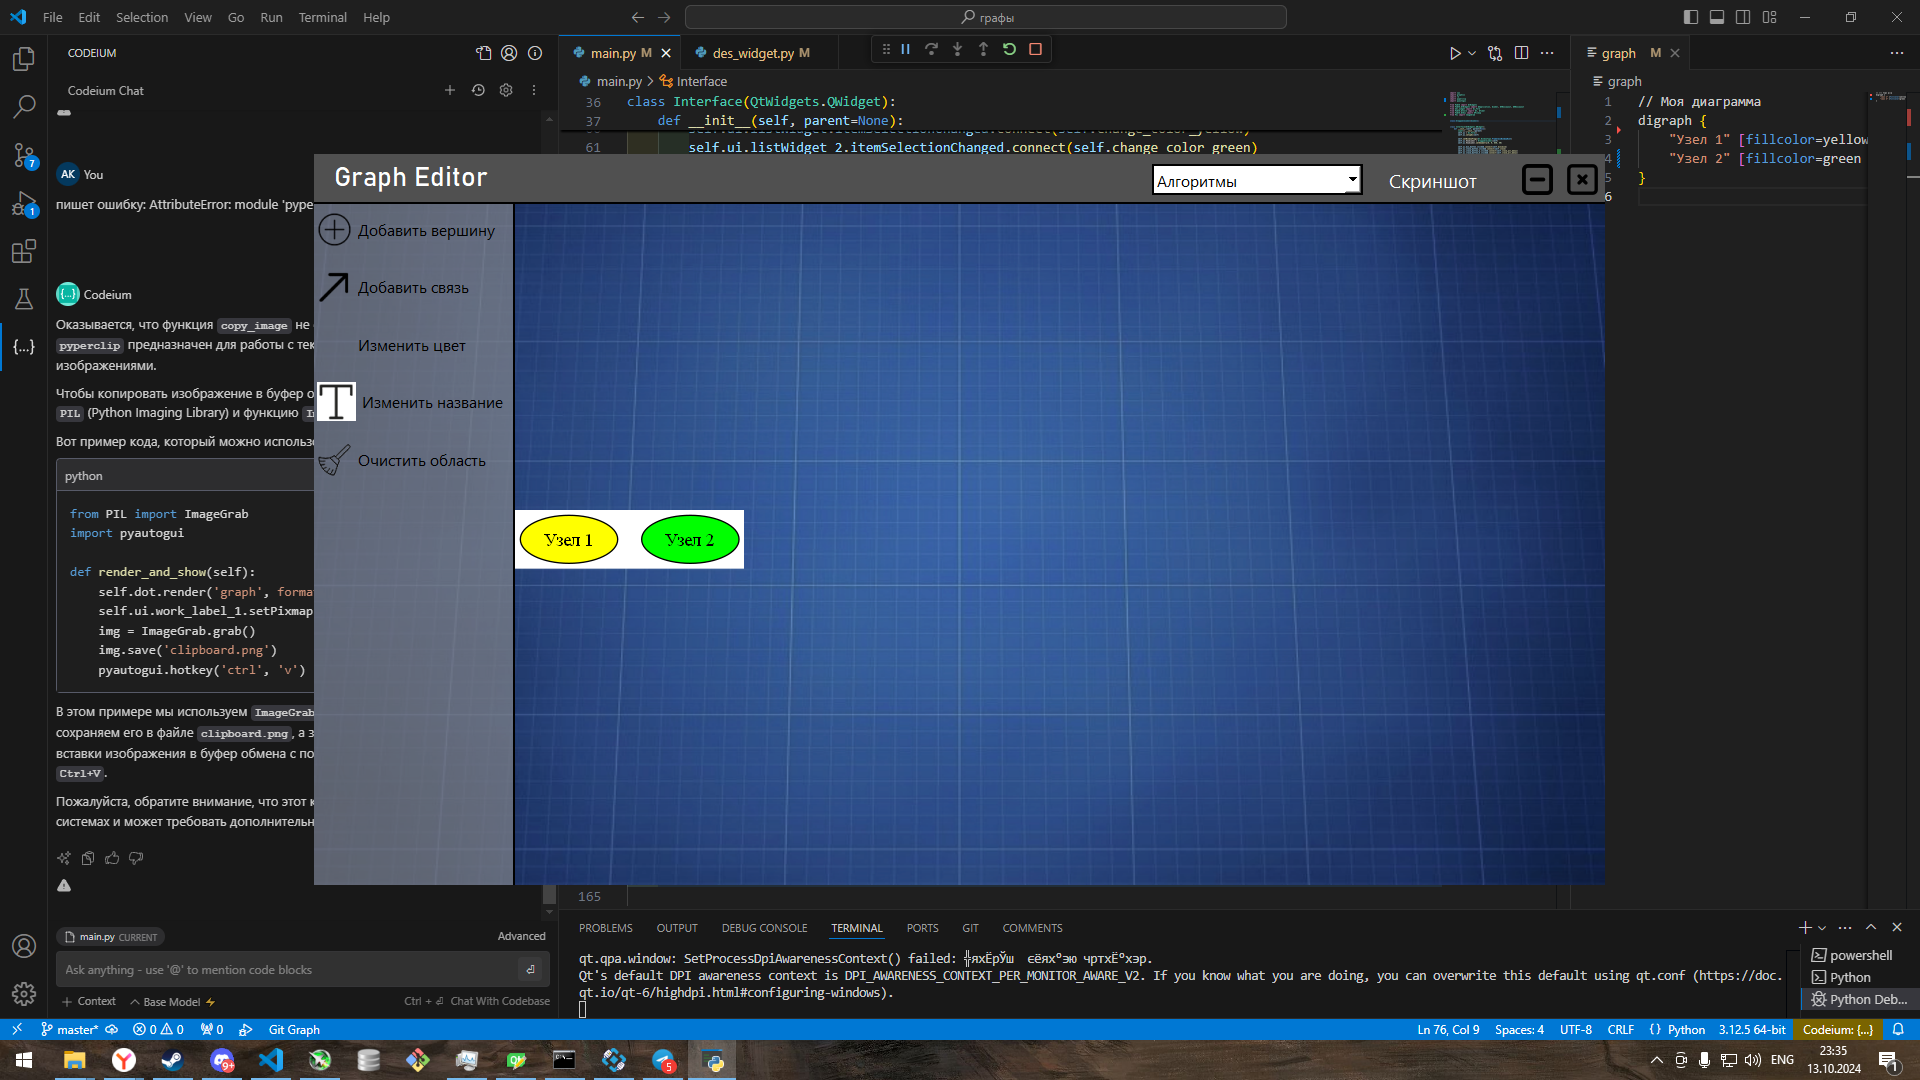 File Edit Selection View Go Run Terminal Help
графы
CODEIUM
Codeium Chat
AK You
пишет ошибку: AttributeError: module 'pype
Codeium
Оказывается, что функция copy_image не
pyperclip предназначен для работы с тек
изображениями.
Чтобы копировать изображение в буфер о
PIL (Python Imaging Library) и функцию
Вот пример кода, который можно использо
python
from PIL import ImageGrab
import pyautogui
def render_and_show(self):
self.dot.render('graph', forma
self.ui.work_label_1.setPixmap
img = ImageGrab.grab()
img.save('clipboard.png')
pyautogui.hotkey('ctrl', 'v')
В этом примере мы используем ImageGrab
сохраняем его в файле clipboard.png, а з
вставки изображения в буфер обмена с по
Ctrl+V.
Пожалуйста, обратите внимание, что этот к
системах и может требовать дополнительн
main.py CURRENT
Advanced
Ask anything - use '@' to mention code blocks
Context Base Model Ctrl + Chat With Codebase
main.py M des_widget.py M
main.py > Interface
36 class Interface(QtWidgets.QWidget):
37 def __init__(self, parent=None):
61 self.ui.listWidget_2.itemSelectionChanged.connect(self.change_color_green)
165
graph M
graph
1 // Моя диаграмма
2 digraph {
3 "Узел 1" [fillcolor=yellow
4 "Узел 2" [fillcolor=green
5 }
6
Graph Editor
Алгоритмы
Скриншот
Добавить вершину
Добавить связь
Изменить цвет
Изменить название
Очистить область
Узел 1 Узел 2
PROBLEMS OUTPUT DEBUG CONSOLE TERMINAL PORTS GIT COMMENTS
qt.qpa.window: SetProcessDpiAwarenessContext() failed:
Qt's default DPI awareness context is DPI_AWARENESS_CONTEXT_PER_MONITOR_AWARE_V2. If you know what you are doing, you can overwrite this default using qt.conf (https://doc.
qt.io/qt-6/highdpi.html#configuring-windows).
powershell
Python
Python Deb...
master* 0 0 0 Git Graph
Ln 76, Col 9 Spaces: 4 UTF-8 CRLF Python 3.12.5 64-bit Codeium: {...}
ENG
23:35
13.10.2024